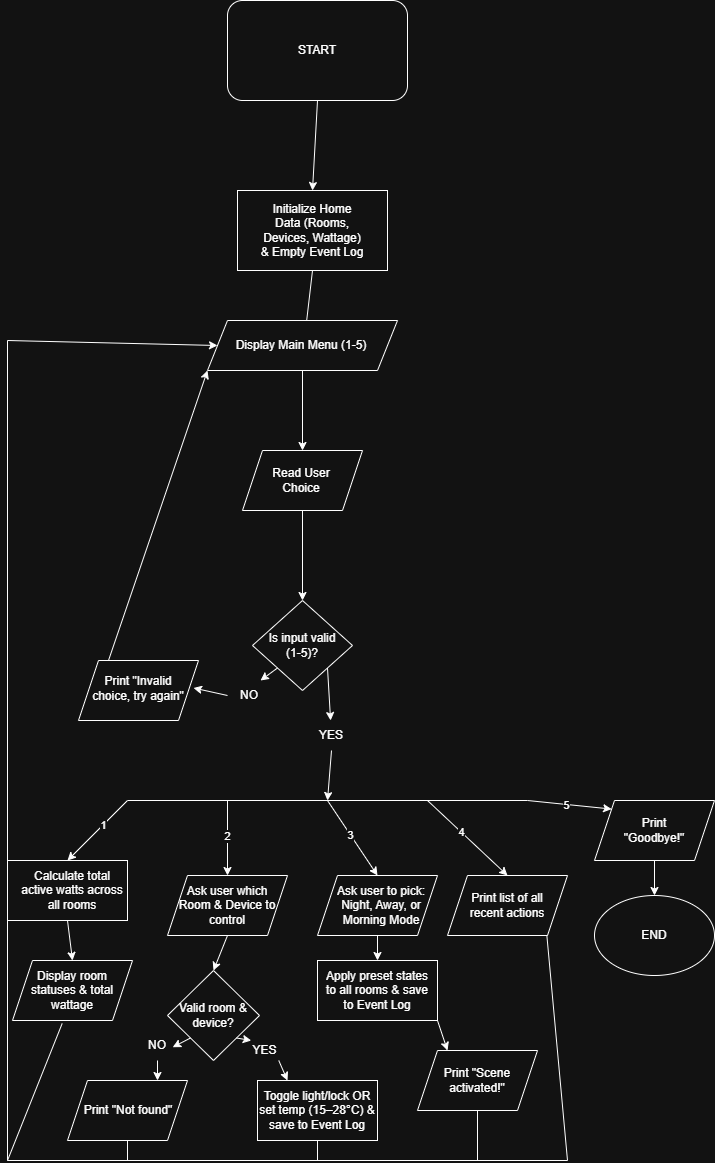 START
Initialize Home
Data (Rooms,
Devices, Wattage)
& Empty Event Log
Display Main Menu (1-5)
Read User
Choice
Is input valid
(1-5)?
Print "Invalid
choice, try again"
NO
YES
1
2
3
4
5
Print
"Goodbye!"
Calculate total
active watts across
all rooms
Ask user which
Room & Device to
control
Ask user to pick:
Night, Away, or
Morning Mode
Print list of all
recent actions
END
Display room
statuses & total
wattage
Valid room &
device?
Apply preset states
to all rooms & save
to Event Log
NO
YES
Print "Scene
activated!"
Print "Not found"
Toggle light/lock OR
set temp (15–28°C) &
save to Event Log